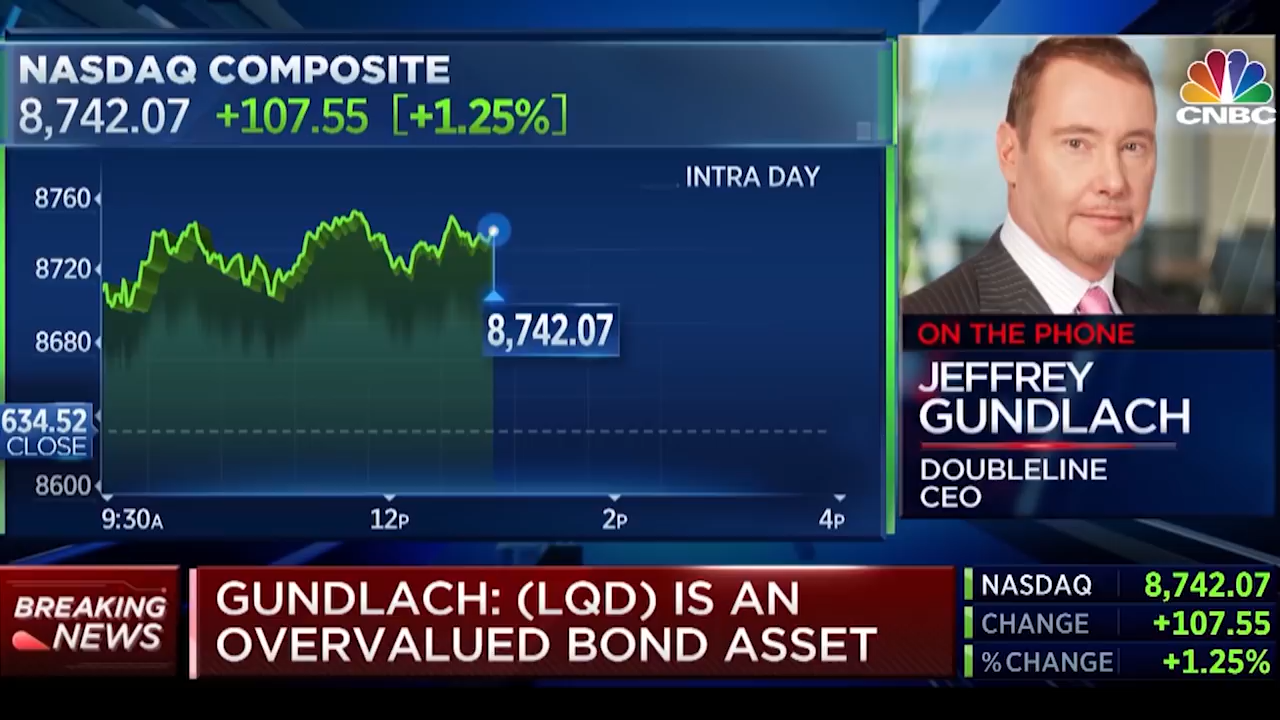 NASDAQ COMPOSITE
8,742.07 +107.55 [+1.25%]
INTRA DAY
8760
8720
8680
8,742.07
634.52
CLOSE
8600
9:30A 12P 2P 4P
CNBC
ON THE PHONE
JEFFREY
GUNDLACH
DOUBLELINE
CEO
BREAKING
NEWS
GUNDLACH: (LQD) IS AN
OVERVALUED BOND ASSET
NASDAQ 8,742.07
CHANGE +107.55
% CHANGE +1.25%